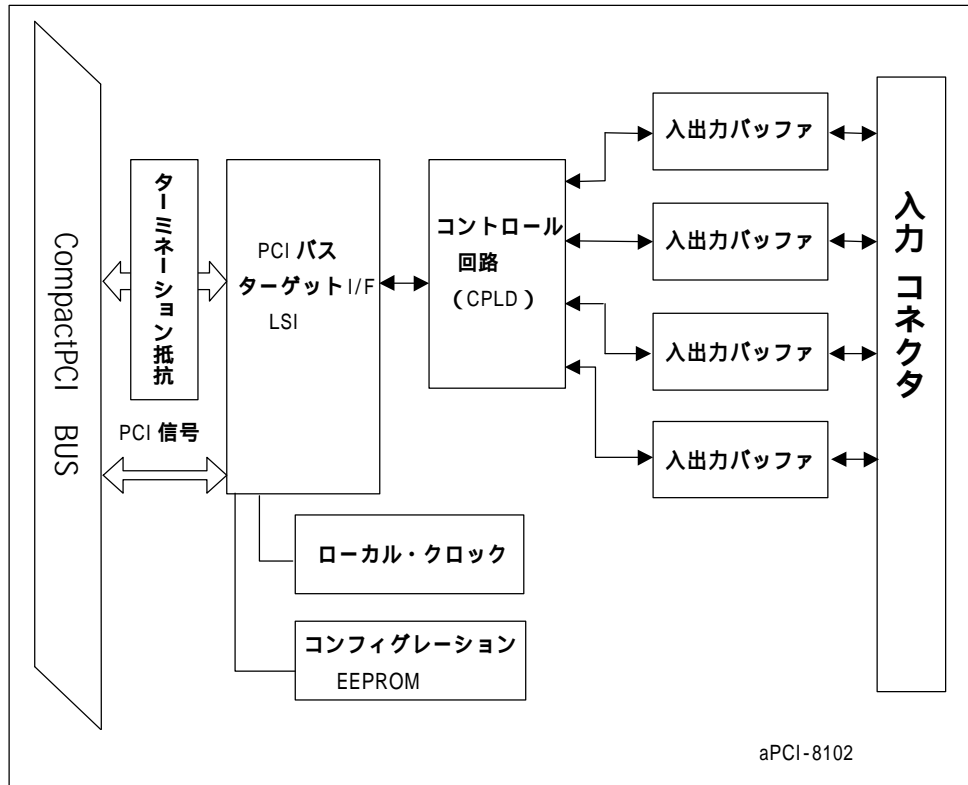 CompactPCI BUS
ターミネーション抵抗
PCI 信号
PCI バス
ターゲット I/F
LSI
コントロール
回路
(CPLD)
入出力バッファ
入出力バッファ
入出力バッファ
入出力バッファ
入力 コネクタ
ローカル・クロック
コンフィグレーション
EEPROM
aPCI-8102